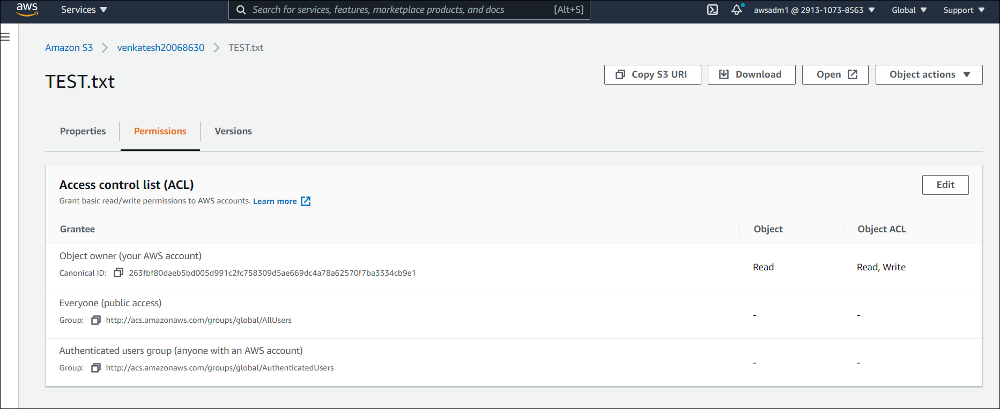 aws Services Search for services, features, marketplace products, and docs [Alt+S] awsadm1 @ 2913-1073-8563 Global Support
Amazon S3 venkatesh20068630 TEST.txt
TEST.txt Copy S3 URI Download Open Object actions
Properties Permissions Versions
Access control list (ACL) Edit
Grant basic read/write permissions to AWS accounts. Learn more
Grantee Object Object ACL
Object owner (your AWS account)
Canonical ID: 263fbf80daeb5bd005d991c2fc758309d5ae669dc4a78a62570f7ba3334cb9e1 Read Read, Write
Everyone (public access)
Group: http://acs.amazonaws.com/groups/global/AllUsers - -
Authenticated users group (anyone with an AWS account)
Group: http://acs.amazonaws.com/groups/global/AuthenticatedUsers - -